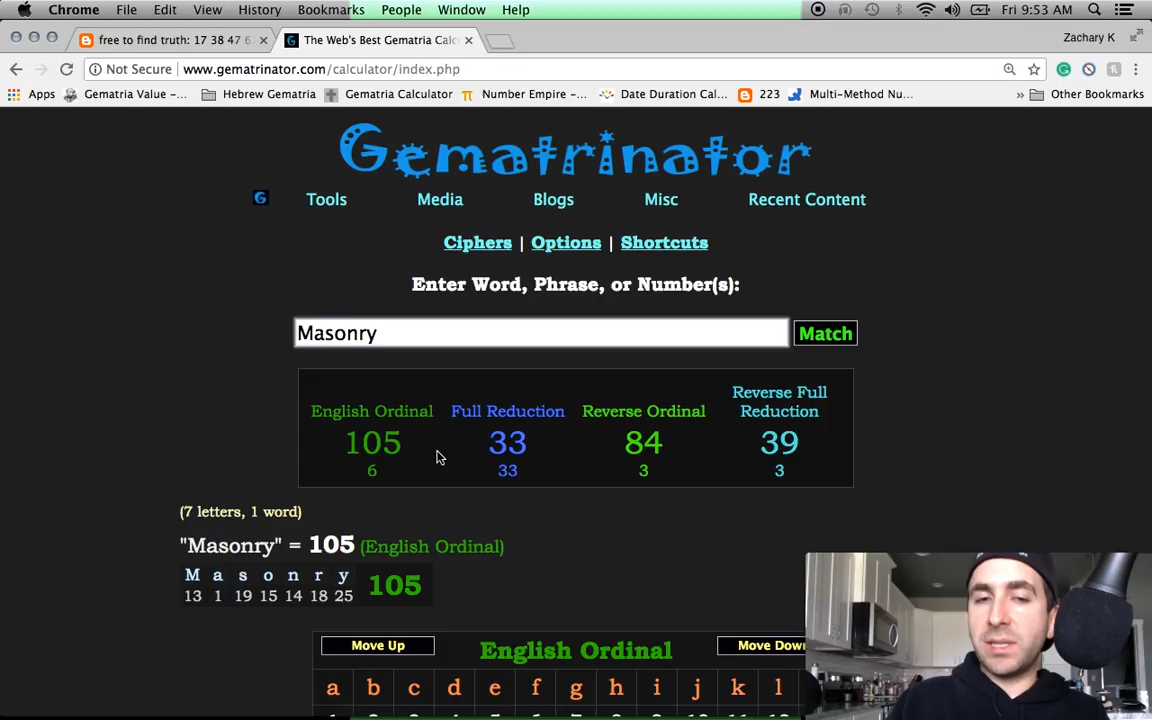 Chrome File Edit View History Bookmarks People Window Help Fri 9:53 AM
free to find truth: 17 38 47 6 The Web's Best Gematria Calc Zachary K
Not Secure www.gematrinator.com/calculator/index.php
Apps Gematria Value -... Hebrew Gematria Gematria Calculator Number Empire -... Date Duration Cal... 223 Multi-Method Nu... » Other Bookmarks
Gematrinator
Tools Media Blogs Misc Recent Content
Ciphers | Options | Shortcuts
Enter Word, Phrase, or Number(s):
Masonry Match
English Ordinal Full Reduction Reverse Ordinal Reverse Full Reduction
105 33 84 39
6 33 3 3
(7 letters, 1 word)
"Masonry" = 105 (English Ordinal)
M a s o n r y 105
13 1 19 15 14 18 25
Move Up English Ordinal Move Down
a b c d e f g h i j k l